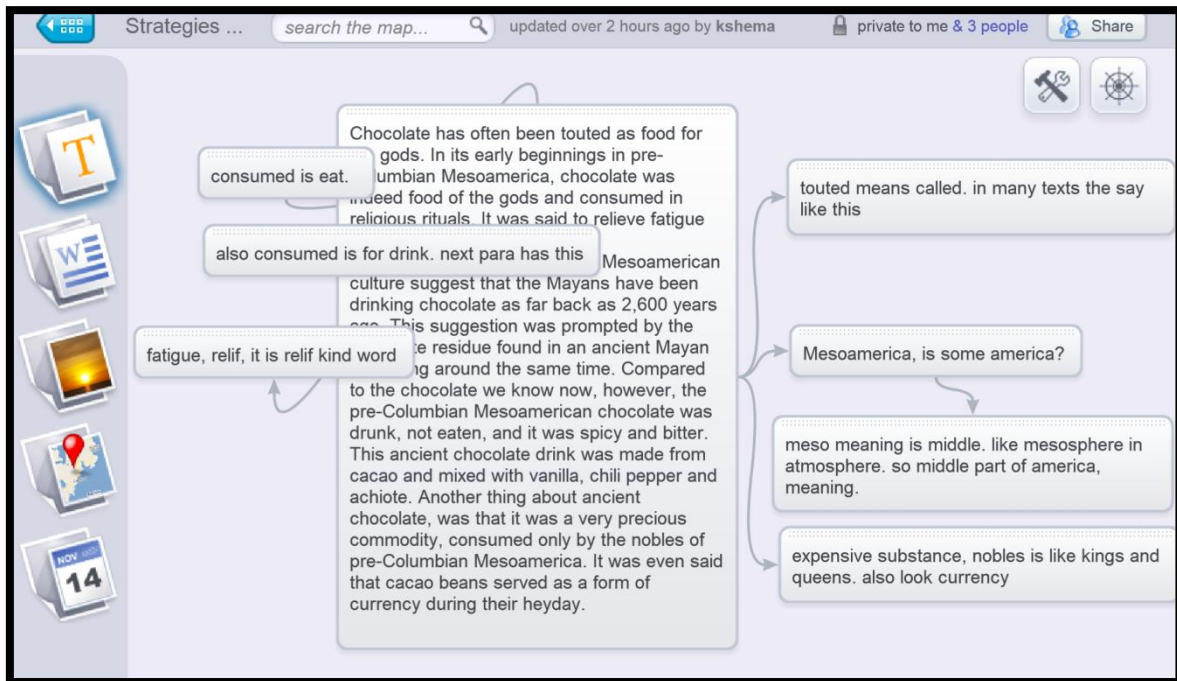 Strategies ...
search the map...
updated over 2 hours ago by kshema
private to me & 3 people
Share
T
W
NOV
14
Chocolate has often been touted as food for
gods. In its early beginnings in pre-
umbian Mesoamerica, chocolate was
indeed food of the gods and consumed in
religious rituals. It was said to relieve fatigue
Mesoamerican
culture suggest that the Mayans have been
drinking chocolate as far back as 2,600 years
ago. This suggestion was prompted by the
te residue found in an ancient Mayan
ng around the same time. Compared
to the chocolate we know now, however, the
pre-Columbian Mesoamerican chocolate was
drunk, not eaten, and it was spicy and bitter.
This ancient chocolate drink was made from
cacao and mixed with vanilla, chili pepper and
achiote. Another thing about ancient
chocolate, was that it was a very precious
commodity, consumed only by the nobles of
pre-Columbian Mesoamerica. It was even said
that cacao beans served as a form of
currency during their heyday.
consumed is eat.
also consumed is for drink. next para has this
fatigue, relif, it is relif kind word
touted means called. in many texts the say
like this
Mesoamerica, is some america?
meso meaning is middle. like mesosphere in
atmosphere. so middle part of america,
meaning.
expensive substance, nobles is like kings and
queens. also look currency